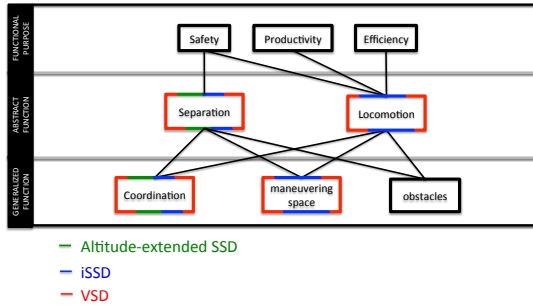 FUNCTIONAL
PURPOSE
Safety
Productivity
Efficiency
ABSTRACT
FUNCTION
Separation
Locomotion
GENERALIZED
FUNCTION
Coordination
maneuvering
space
obstacles
Altitude-extended SSD
iSSD
VSD